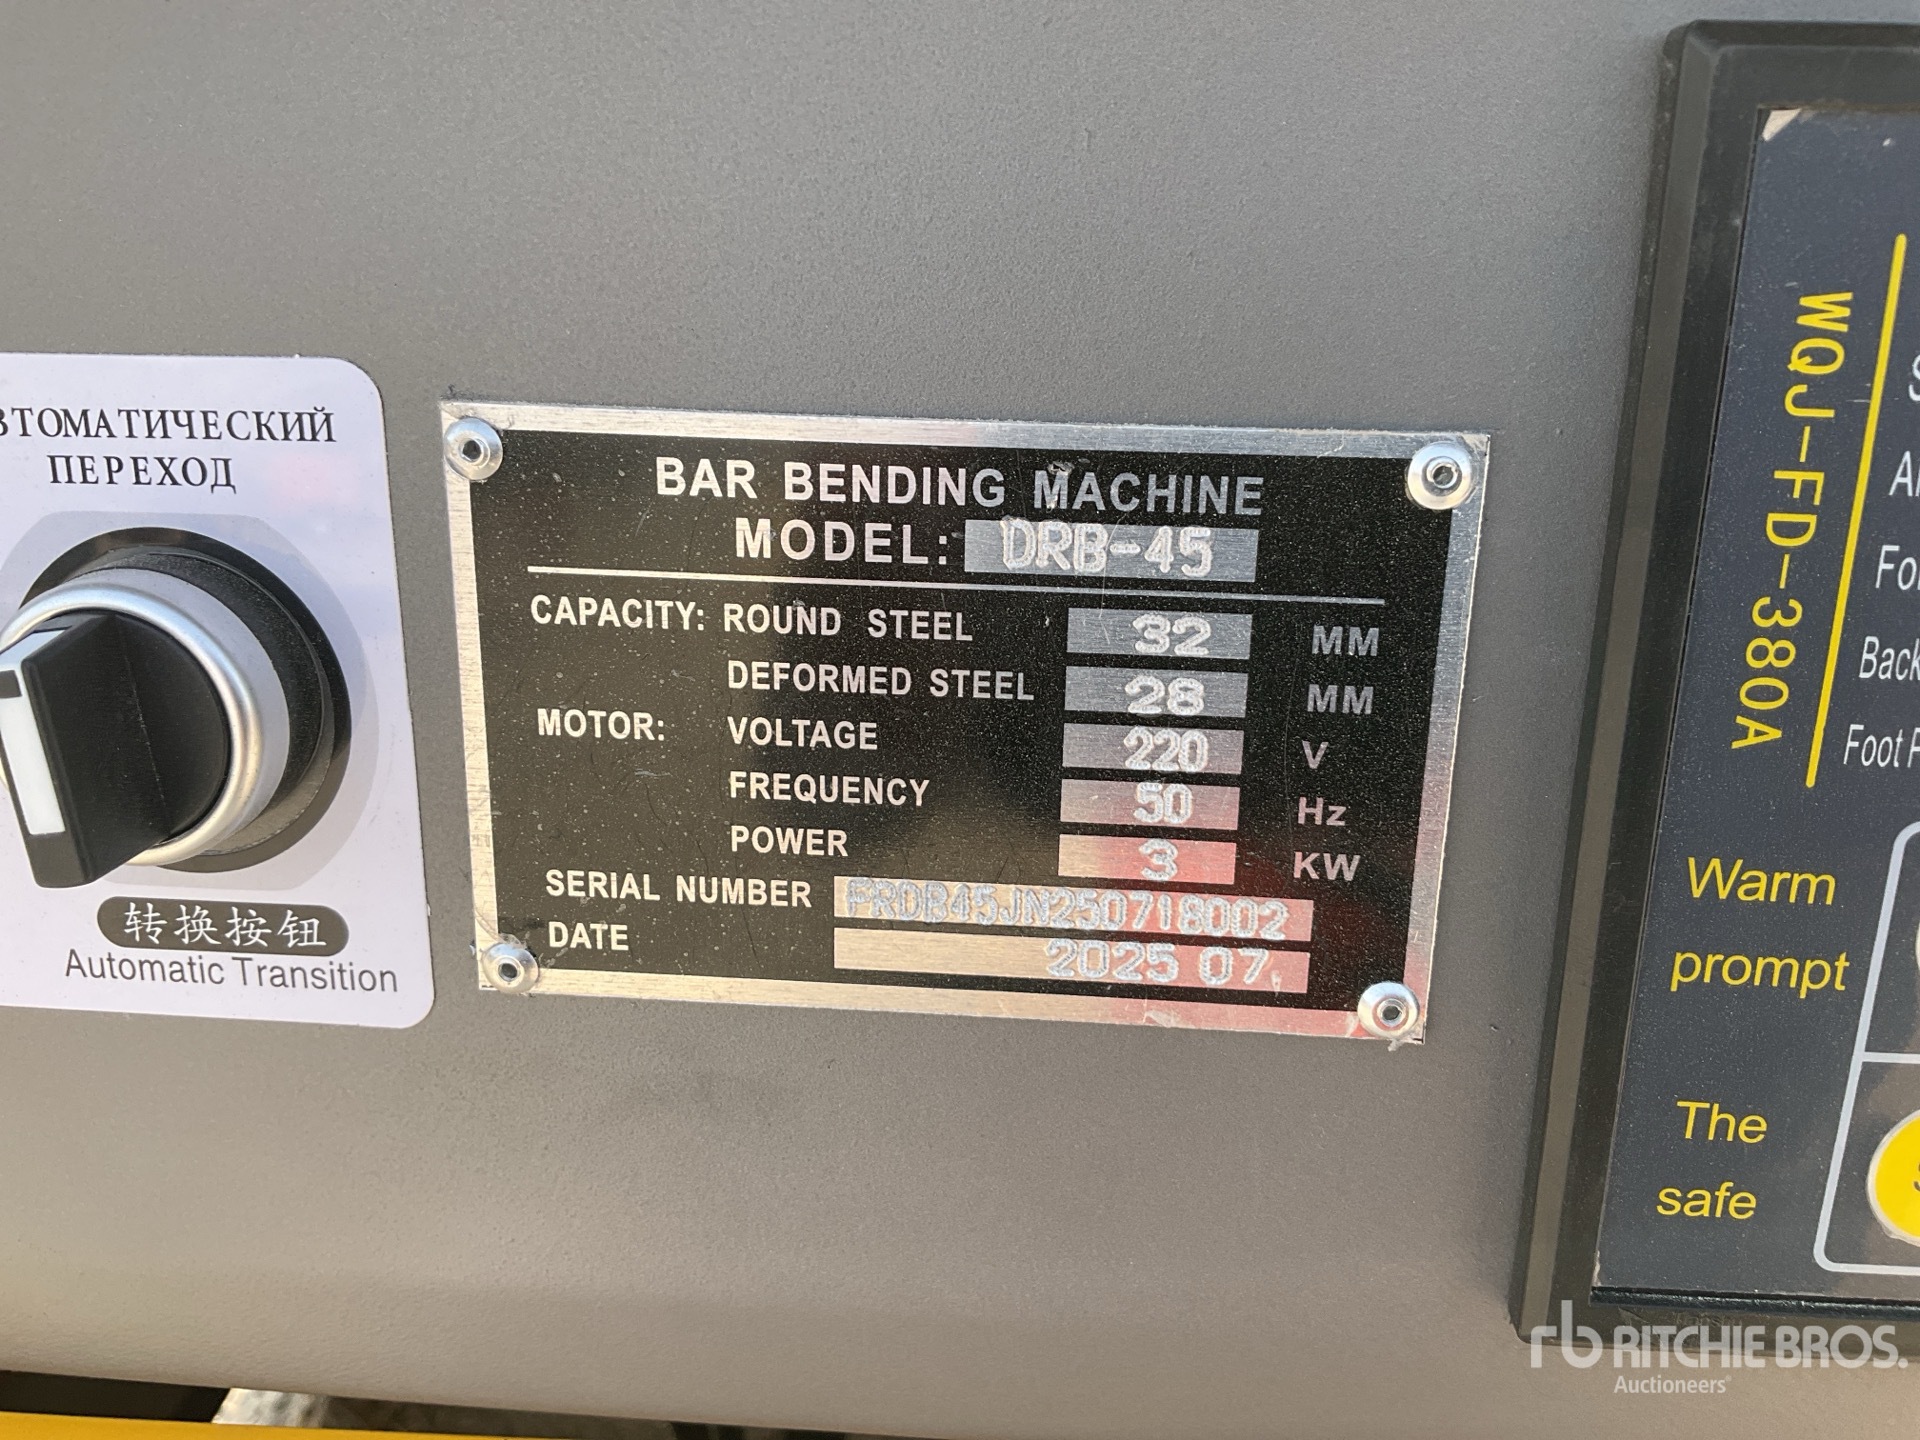 АВТОМАТИЧЕСКИЙ
ПЕРЕХОД
转换按钮
Automatic Transition
BAR BENDING MACHINE
MODEL: DRB-45
CAPACITY: ROUND STEEL 32 MM
DEFORMED STEEL 28 MM
MOTOR: VOLTAGE 220 V
FREQUENCY 50 Hz
POWER 3 KW
SERIAL NUMBER FRDB45JN250718002
DATE 2025 07
WQJ-FD-380A
Back
Foot
Warm
prompt
The
safe
rb RITCHIE BROS.
Auctioneers